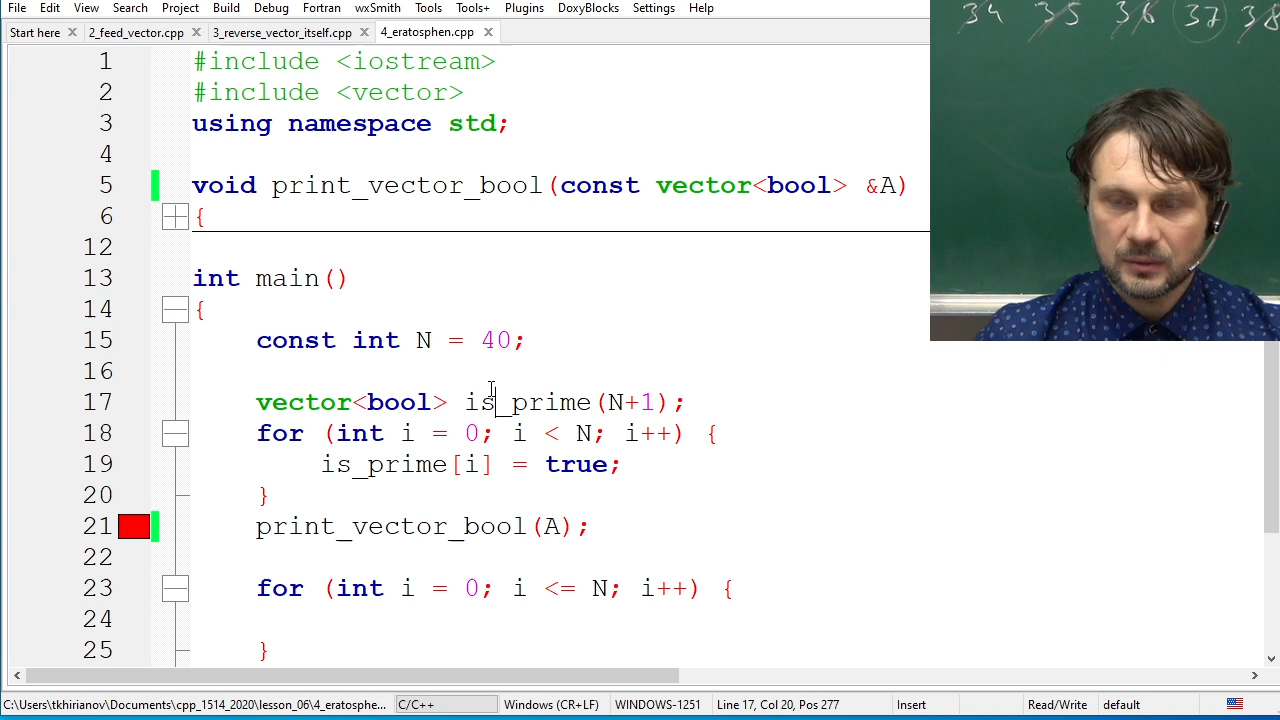 File Edit View Search Project Build Debug Fortran wxSmith Tools Tools+ Plugins DoxyBlocks Settings Help
34 35 36 37 38
Start here 2_feed_vector.cpp 3_reverse_vector_itself.cpp 4_eratosphen.cpp
1 #include <iostream>
2 #include <vector>
3 using namespace std;
4
5 void print_vector_bool(const vector<bool> &A)
6 {
12
13 int main()
14 {
15 const int N = 40;
16
17 vector<bool> is_prime(N+1);
18 for (int i = 0; i < N; i++) {
19 is_prime[i] = true;
20 }
21 print_vector_bool(A);
22
23 for (int i = 0; i <= N; i++) {
24
25 }
C:\Users\tkhirianov\Documents\cpp_1514_2020\lesson_06\4_eratosphe... C/C++ Windows (CR+LF) WINDOWS-1251 Line 17, Col 20, Pos 277 Insert Read/Write default